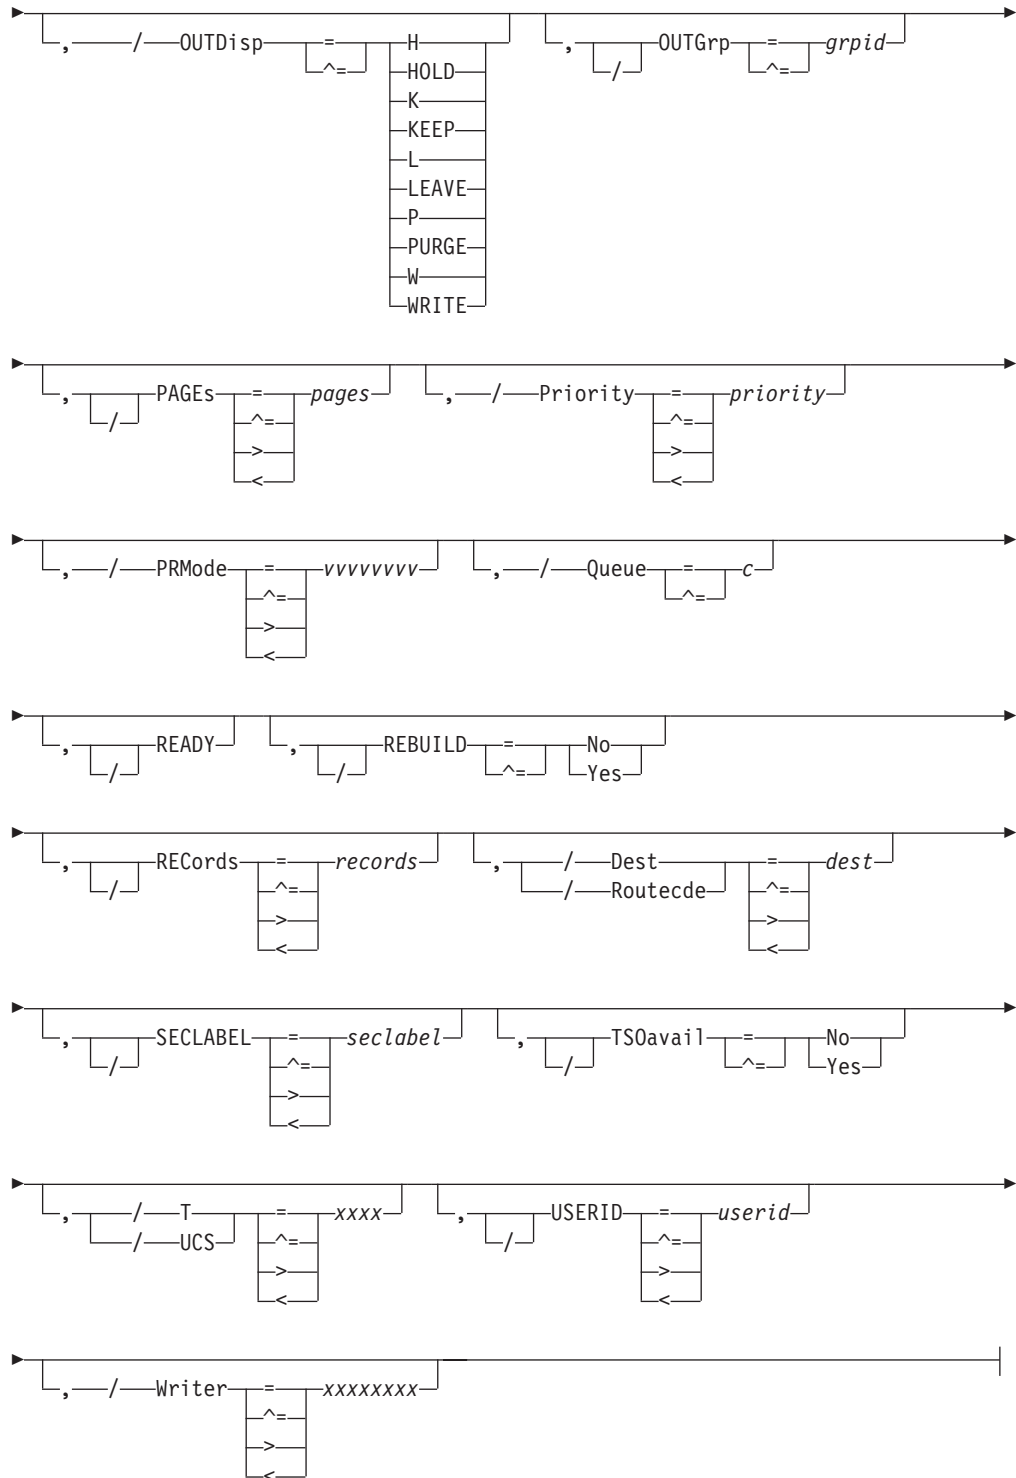 , / OUTDisp = H , OUTGrp = grpid
^= HOLD / ^=
K
KEEP
L
LEAVE
P
PURGE
W
WRITE
, PAGEs = pages , / Priority = priority
/ ^= ^=
> >
< <
, / PRMode = vvvvvvvv , / Queue = c
^= ^=
>
<
, READY , REBUILD = No
/ / ^= Yes
, RECords = records , / Dest = dest
/ ^= / Routecde ^=
> >
< <
, SECLABEL = seclabel , TSOavail = No
/ ^= / ^= Yes
>
<
, / T = xxxx , USERID = userid
/ UCS ^= / ^=
> >
< <
, / Writer = xxxxxxxx
^=
>
<